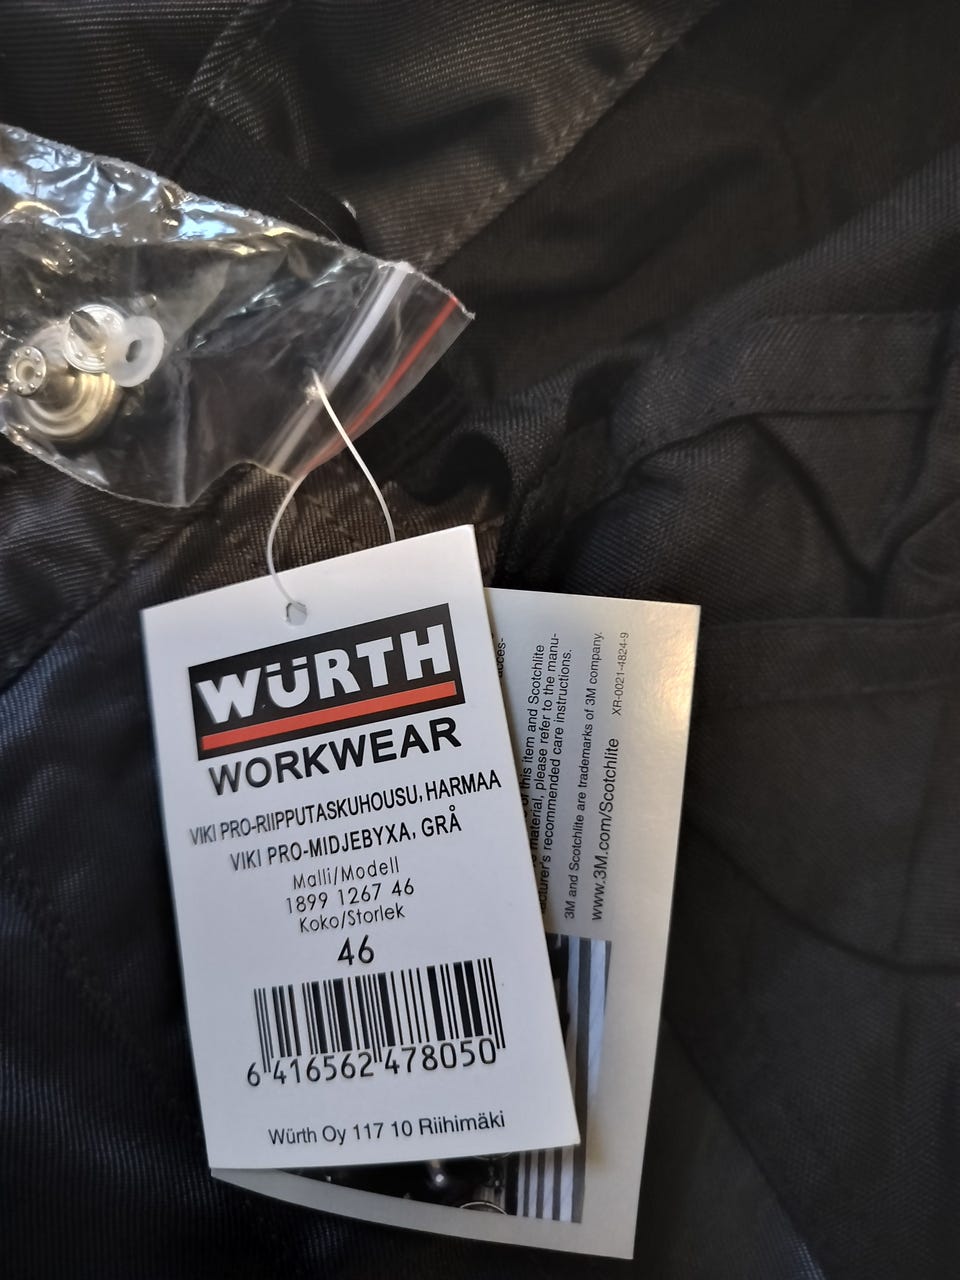 WÜRTH
WORKWEAR
VIKI PRO-RIIPPUTASKUHOUSU, HARMAA
VIKI PRO-MIDJEBYXA, GRÅ
Malli/Modell
1899 1267 46
Koko/Storlek
46
6 416562 478050
Würth Oy 117 10 Riihimäki
this item and Scotchlite
material, please refer to the manu-
recommended care instructions.
3M and Scotchlite are trademarks of 3M company.
www.3M.com/Scotchlite
XR-0021-4824-9